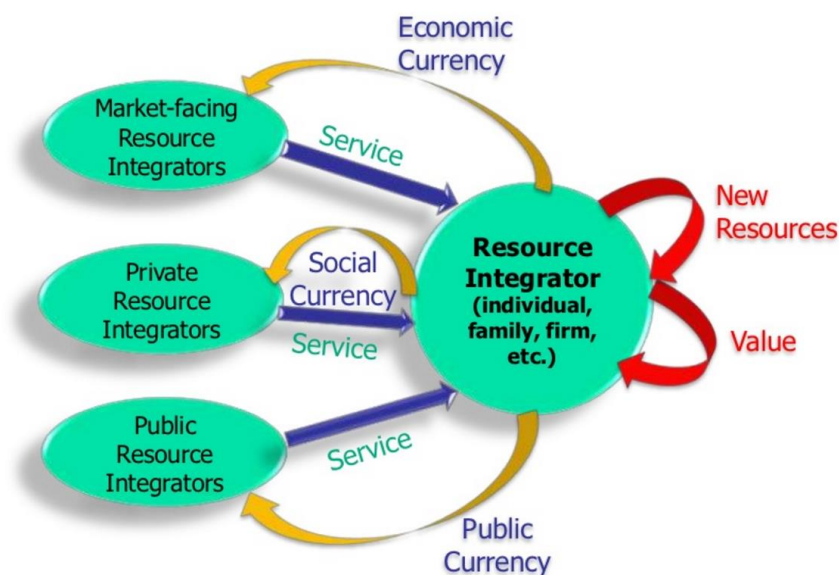 Economic
Currency
Market-facing
Resource
Integrators
Service
New
Resources
Resource
Integrator
(individual,
family, firm,
etc.)
Private
Resource
Integrators
Social
Currency
Service
Value
Public
Resource
Integrators
Service
Public
Currency